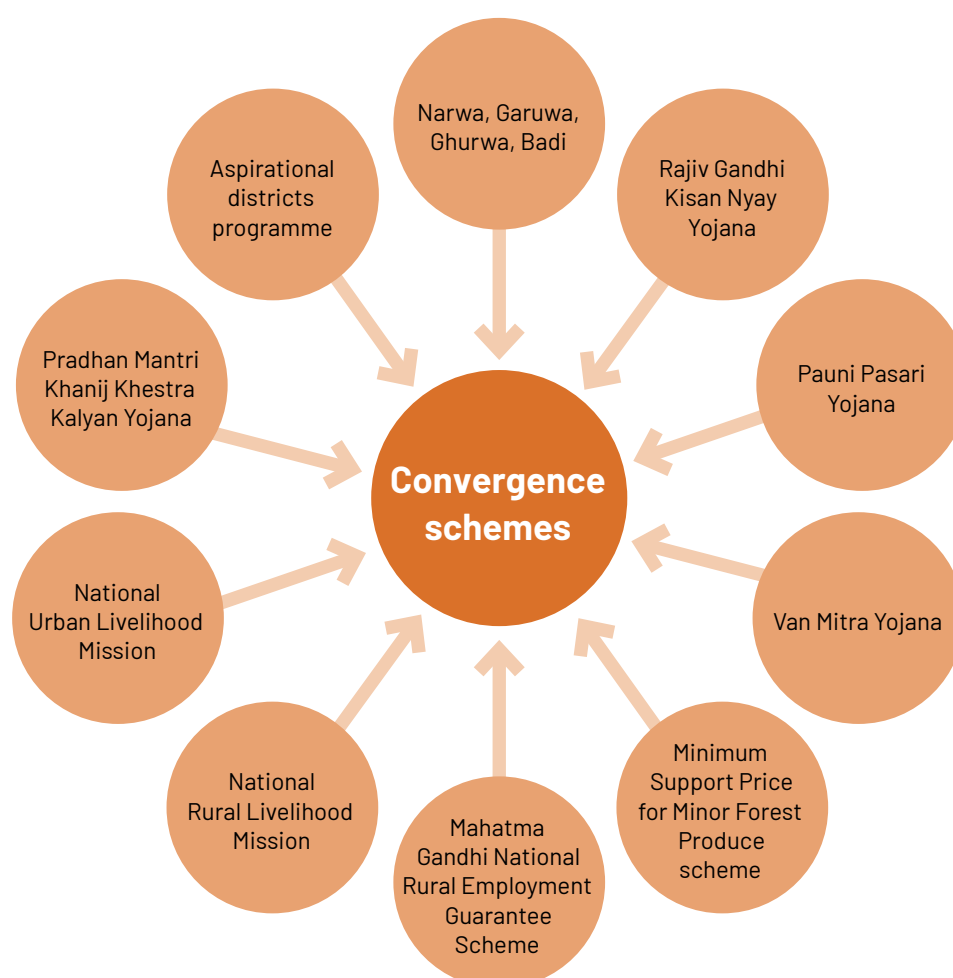 Narwa, Garuwa,
Ghurwa, Badi
Rajiv Gandhi
Kisan Nyay
Yojana
Pauni Pasari
Yojana
Van Mitra Yojana
Minimum
Support Price
for Minor Forest
Produce
scheme
Mahatma
Gandhi National
Rural Employment
Guarantee
Scheme
National
Rural Livelihood
Mission
National
Urban Livelihood
Mission
Pradhan Mantri
Khanij Khestra
Kalyan Yojana
Aspirational
districts
programme
Convergence
schemes